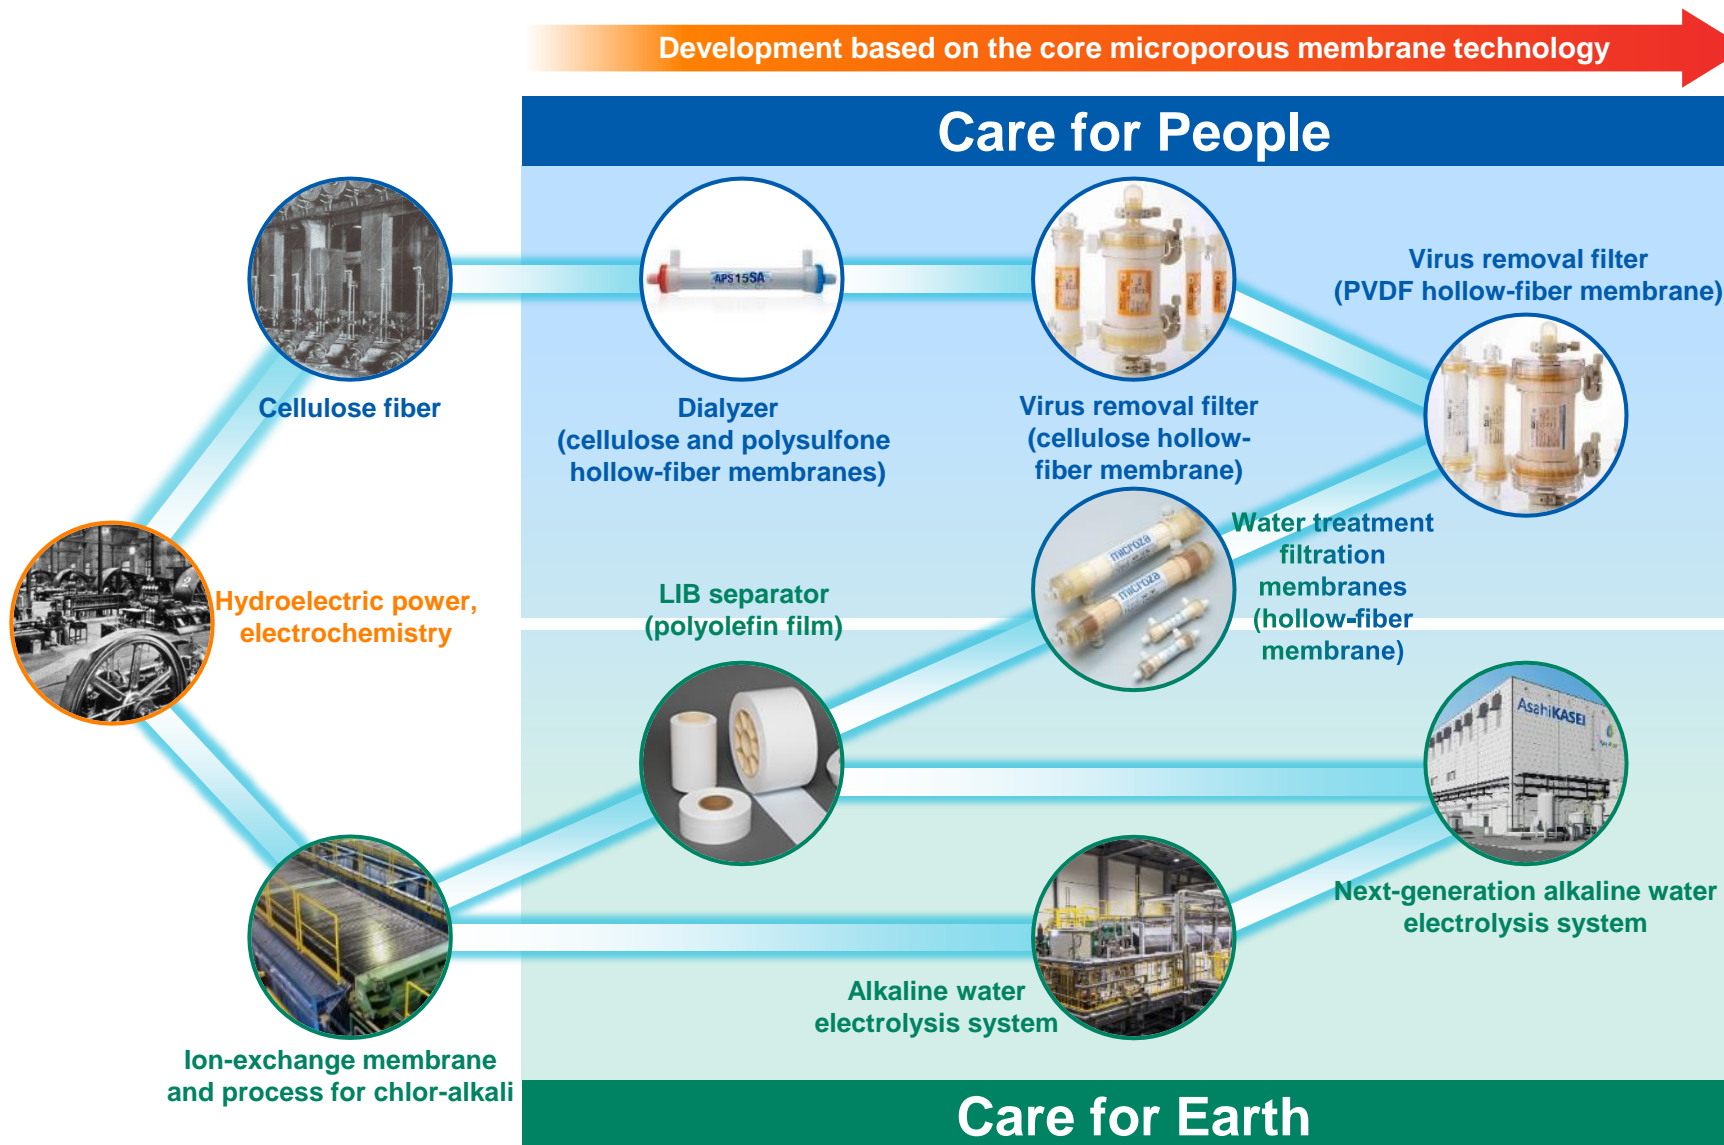 Development based on the core microporous membrane technology
Care for People
Cellulose fiber
APS 15SA
Dialyzer
(cellulose and polysulfone
hollow-fiber membranes)
Virus removal filter
(cellulose hollow-
fiber membrane)
Virus removal filter
(PVDF hollow-fiber membrane)
microza
microza
Water treatment
filtration
membranes
(hollow-fiber
membrane)
Hydroelectric power,
electrochemistry
2
LIB separator
(polyolefin film)
AsahiKASEI
Next-generation alkaline water
electrolysis system
Alkaline water
electrolysis system
Ion-exchange membrane
and process for chlor-alkali
Care for Earth